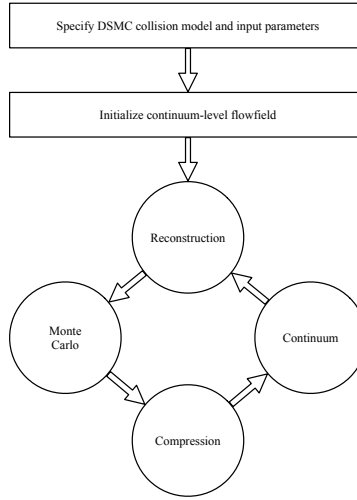 Specify DSMC collision model and input parameters
Initialize continuum-level flowfield
Reconstruction
Monte
Carlo
Continuum
Compression